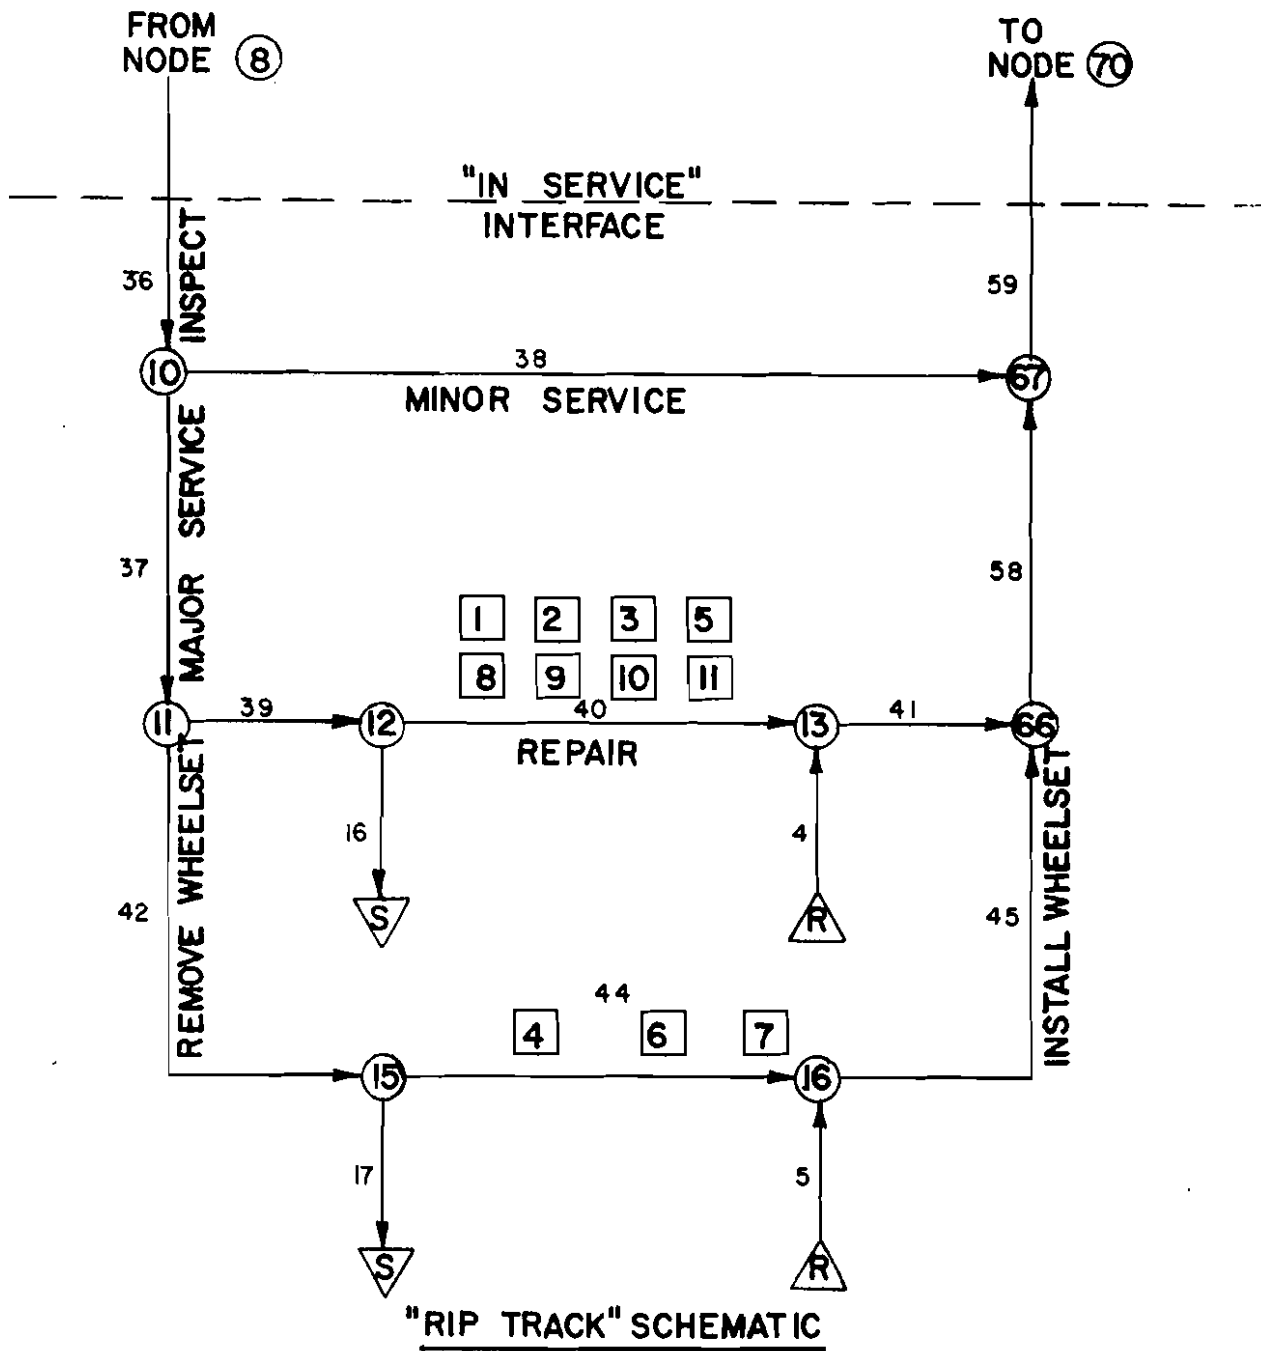 FROM
NODE 8
TO
NODE 70
"IN SERVICE"
INTERFACE
36
INSPECT
59
10
38
67
MINOR SERVICE
37
MAJOR SERVICE
58
1 2 3 5
8 9 10 11
11
39
12
40
13
41
66
REPAIR
16
4
42
REMOVE WHEELSET
S
R
45
INSTALL WHEELSET
44
4 6 7
15
16
17
5
S
R
"RIP TRACK" SCHEMATIC